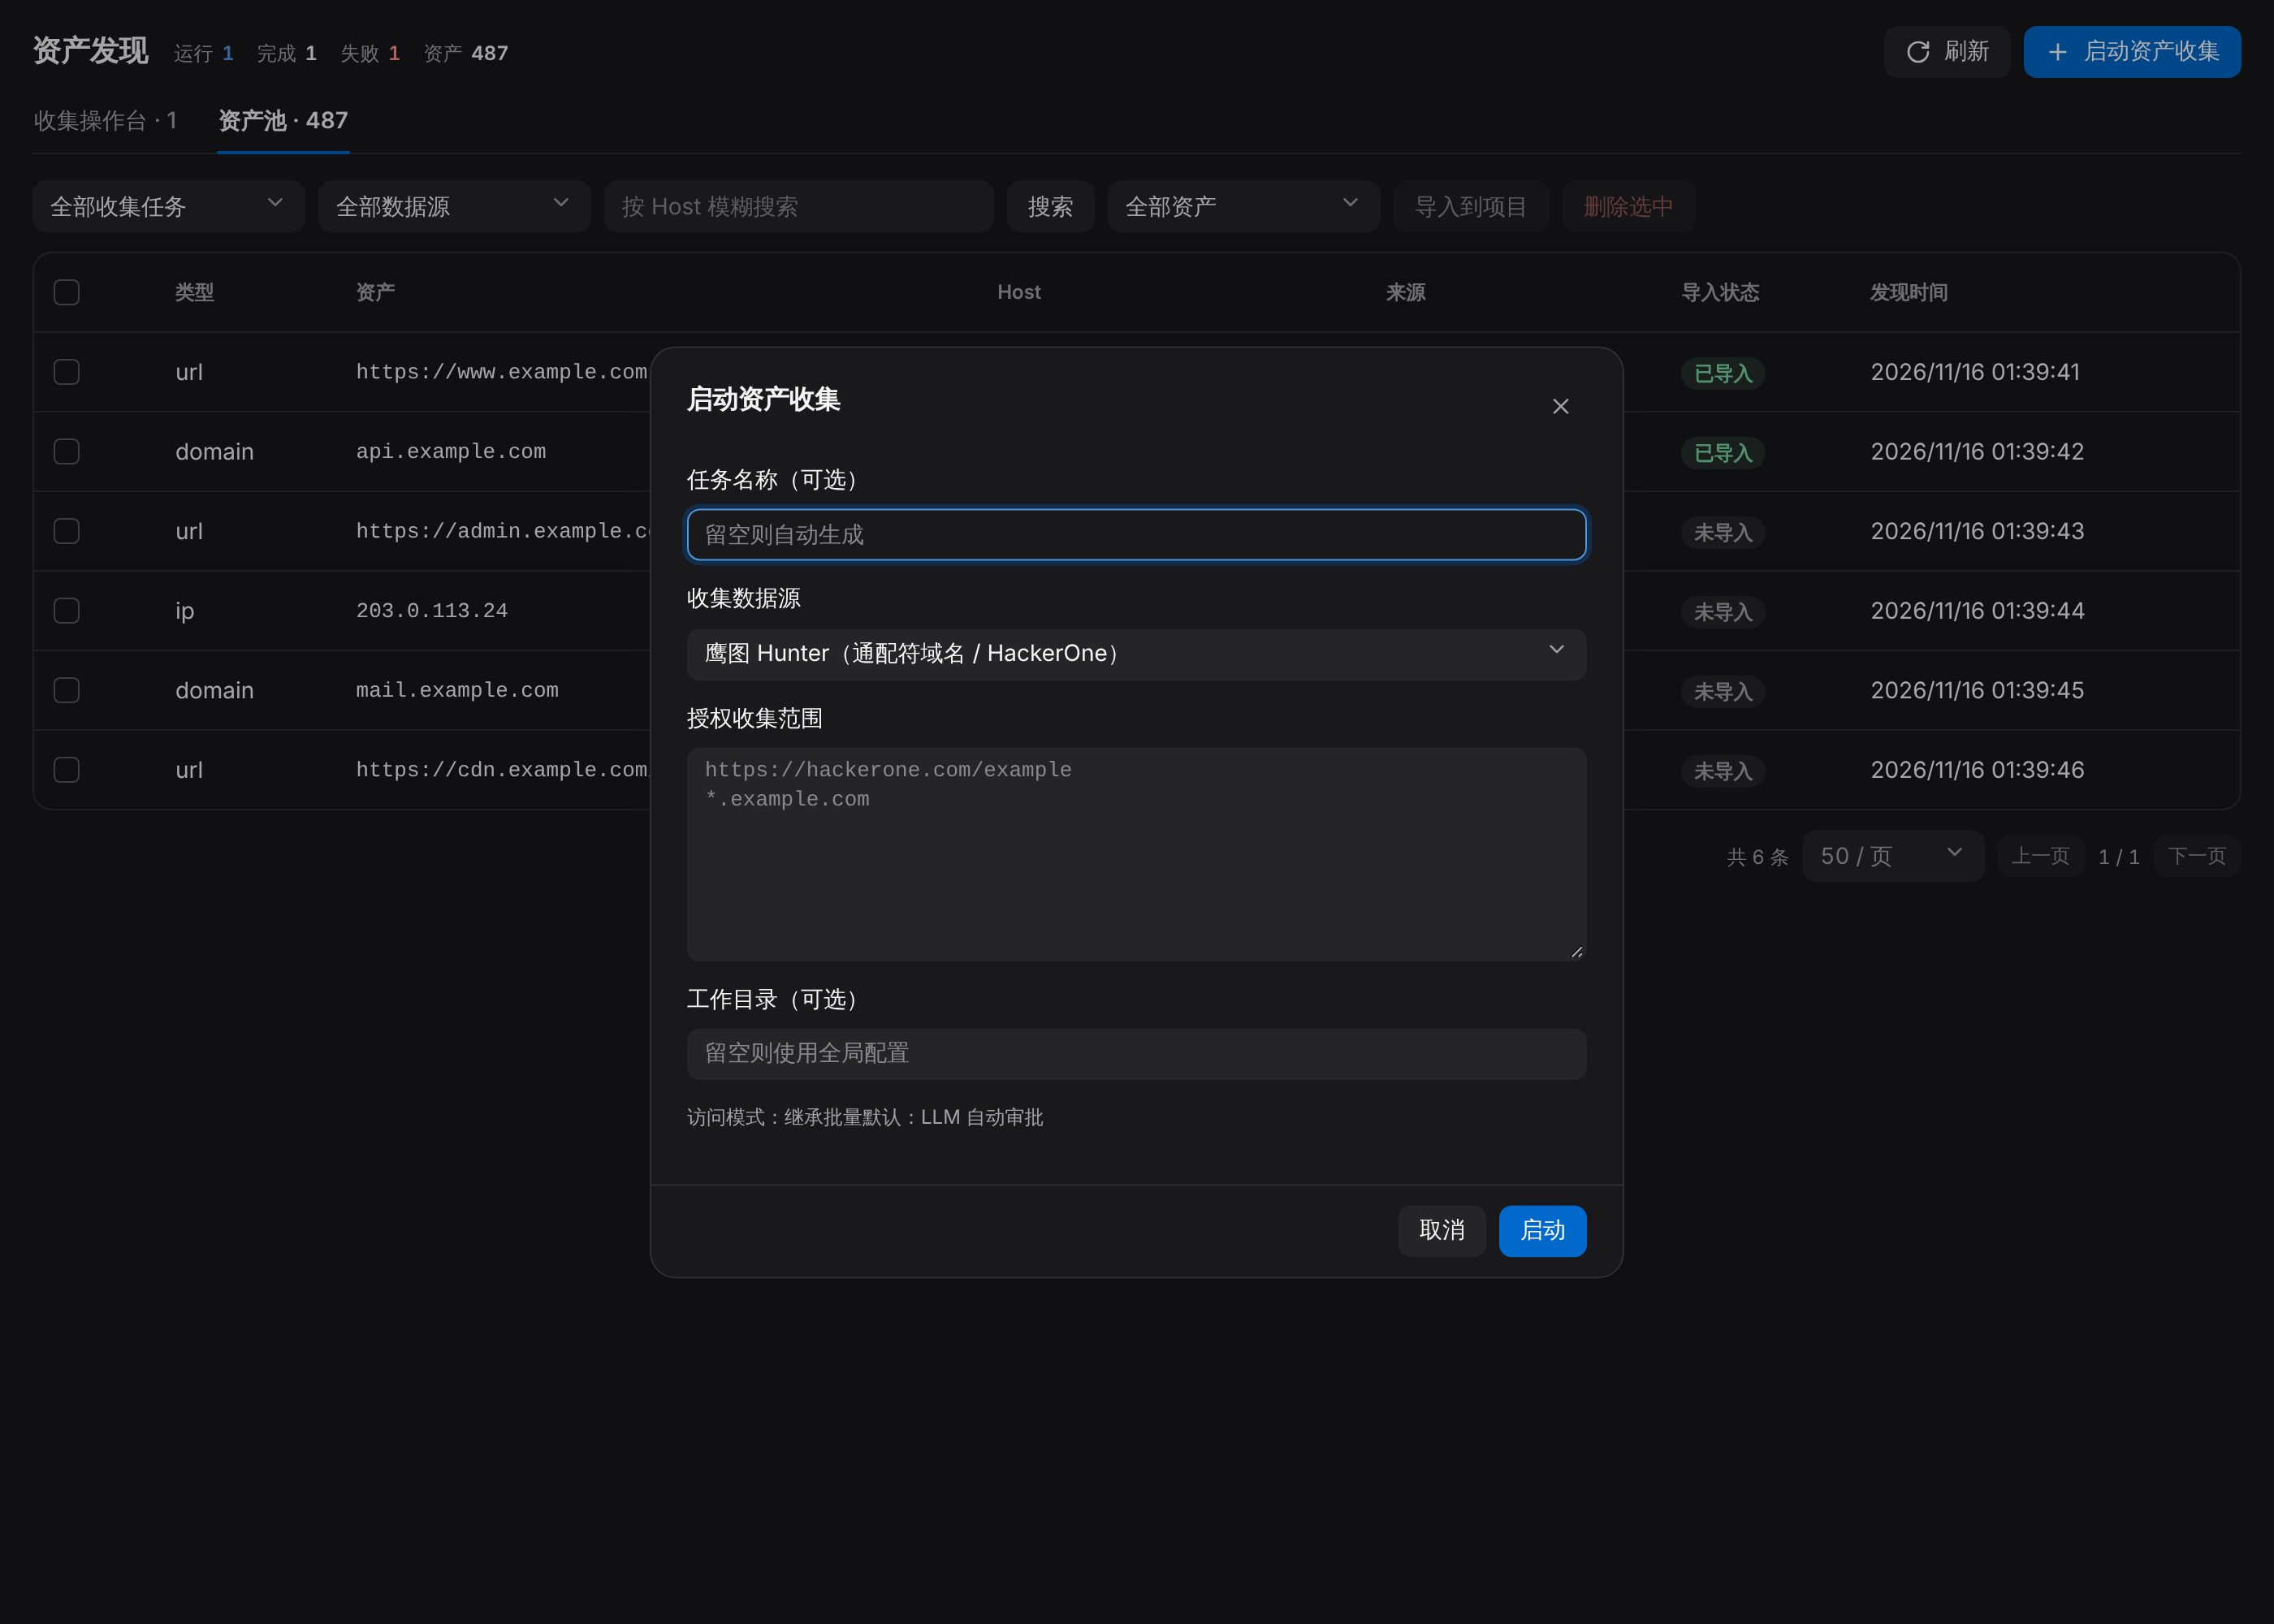 资产发现 运行 1 完成 1 失败 1 资产 487
刷新
启动资产收集
收集操作台 · 1 资产池 · 487
全部收集任务 全部数据源 按 Host 模糊搜索 搜索 全部资产 导入到项目 删除选中
类型 资产 Host 来源 导入状态 发现时间
url https://www.example.com 已导入 2026/11/16 01:39:41
domain api.example.com 已导入 2026/11/16 01:39:42
url https://admin.example.c 未导入 2026/11/16 01:39:43
ip 203.0.113.24 未导入 2026/11/16 01:39:44
domain mail.example.com 未导入 2026/11/16 01:39:45
url https://cdn.example.com 未导入 2026/11/16 01:39:46
共 6 条 50 / 页 上一页 1 / 1 下一页
启动资产收集
任务名称（可选）
留空则自动生成
收集数据源
鹰图 Hunter（通配符域名 / HackerOne）
授权收集范围
https://hackerone.com/example
*.example.com
工作目录（可选）
留空则使用全局配置
访问模式：继承批量默认：LLM 自动审批
取消 启动